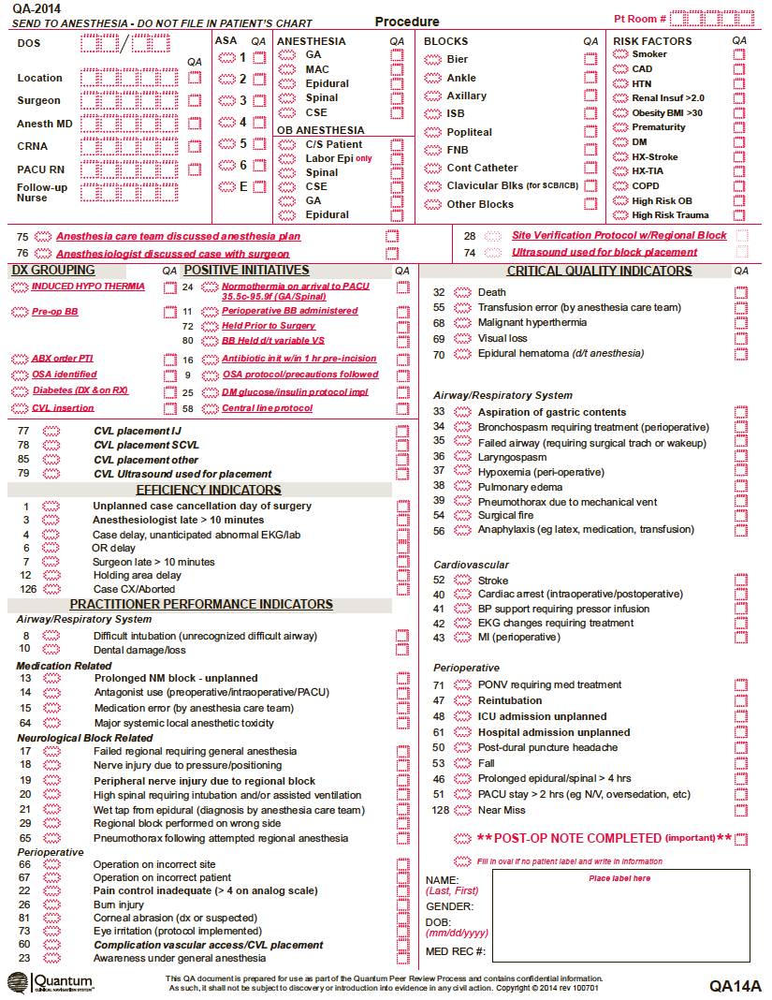 QA-2014
SEND TO ANESTHESIA - DO NOT FILE IN PATIENT'S CHART
Procedure
Pt Room #
DOS /
QA
Location
Surgeon
Anesth MD
CRNA
PACU RN
Follow-up
Nurse
ASA QA
1
2
3
4
5
6
E
ANESTHESIA QA
GA
MAC
Epidural
Spinal
CSE
OB ANESTHESIA
C/S Patient
Labor Epi only
Spinal
CSE
GA
Epidural
BLOCKS QA
Bier
Ankle
Axillary
ISB
Popliteal
FNB
Cont Catheter
Clavicular Blks (for SCB/ICB)
Other Blocks
RISK FACTORS QA
Smoker
CAD
HTN
Renal Insuf >2.0
Obesity BMI >30
Prematurity
DM
HX-Stroke
HX-TIA
COPD
High Risk OB
High Risk Trauma
75 Anesthesia care team discussed anesthesia plan
76 Anesthesiologist discussed case with surgeon
28 Site Verification Protocol w/Regional Block
74 Ultrasound used for block placement
DX GROUPING QA POSITIVE INITIATIVES QA
INDUCED HYPOTHERMIA 24 Normothermia on arrival to PACU
35.5c-95.9f (GA/Spinal)
Pre-op BB 11 Perioperative BB administered
72 Held Prior to Surgery
80 BB Held d/t variable VS
ABX order PTI 16 Antibiotic init w/in 1 hr pre-incision
OSA identified 9 OSA protocol/precautions followed
Diabetes (DX & on RX) 25 DM glucose/insulin protocol impl
CVL insertion 58 Central line protocol
77 CVL placement IJ
78 CVL placement SCVL
85 CVL placement other
79 CVL Ultrasound used for placement
EFFICIENCY INDICATORS
1 Unplanned case cancellation day of surgery
3 Anesthesiologist late > 10 minutes
4 Case delay, unanticipated abnormal EKG/lab
6 OR delay
7 Surgeon late > 10 minutes
12 Holding area delay
126 Case CX/Aborted
PRACTITIONER PERFORMANCE INDICATORS
Airway/Respiratory System
8 Difficult intubation (unrecognized difficult airway)
10 Dental damage/loss
Medication Related
13 Prolonged NM block - unplanned
14 Antagonist use (preoperative/intraoperative/PACU)
15 Medication error (by anesthesia care team)
64 Major systemic local anesthetic toxicity
Neurological Block Related
17 Failed regional requiring general anesthesia
18 Nerve injury due to pressure/positioning
19 Peripheral nerve injury due to regional block
20 High spinal requiring intubation and/or assisted ventilation
21 Wet tap from epidural (diagnosis by anesthesia care team)
29 Regional block performed on wrong side
65 Pneumothorax following attempted regional anesthesia
Perioperative
66 Operation on incorrect site
67 Operation on incorrect patient
22 Pain control inadequate (> 4 on analog scale)
26 Burn injury
81 Corneal abrasion (dx or suspected)
73 Eye irritation (protocol implemented)
60 Complication vascular access/CVL placement
23 Awareness under general anesthesia
CRITICAL QUALITY INDICATORS QA
32 Death
55 Transfusion error (by anesthesia care team)
68 Malignant hyperthermia
69 Visual loss
70 Epidural hematoma (d/t anesthesia)
Airway/Respiratory System
33 Aspiration of gastric contents
34 Bronchospasm requiring treatment (perioperative)
35 Failed airway (requiring surgical trach or wakeup)
36 Laryngospasm
37 Hypoxemia (peri-operative)
38 Pulmonary edema
39 Pneumothorax due to mechanical vent
54 Surgical fire
56 Anaphylaxis (eg latex, medication, transfusion)
Cardiovascular
52 Stroke
40 Cardiac arrest (intraoperative/postoperative)
41 BP support requiring pressor infusion
42 EKG changes requiring treatment
43 MI (perioperative)
Perioperative
71 PONV requiring med treatment
47 Reintubation
48 ICU admission unplanned
61 Hospital admission unplanned
50 Post-dural puncture headache
53 Fall
46 Prolonged epidural/spinal > 4 hrs
51 PACU stay > 2 hrs (eg N/V, oversedation, etc)
128 Near Miss
**POST-OP NOTE COMPLETED (important)**
Fill in oval if no patient label and write in information
NAME:
(Last, First)
GENDER:
DOB:
(mm/dd/yyyy)
MED REC #:
Place label here
Quantum
CLINICAL NAVIGATION SYSTEM™
This QA document is prepared for use as part of the Quantum Peer Review Process and contains confidential information.
As such, it shall not be subject to discovery or introduction into evidence in any civil action. Copyright © 2014 rev 100701
QA14A